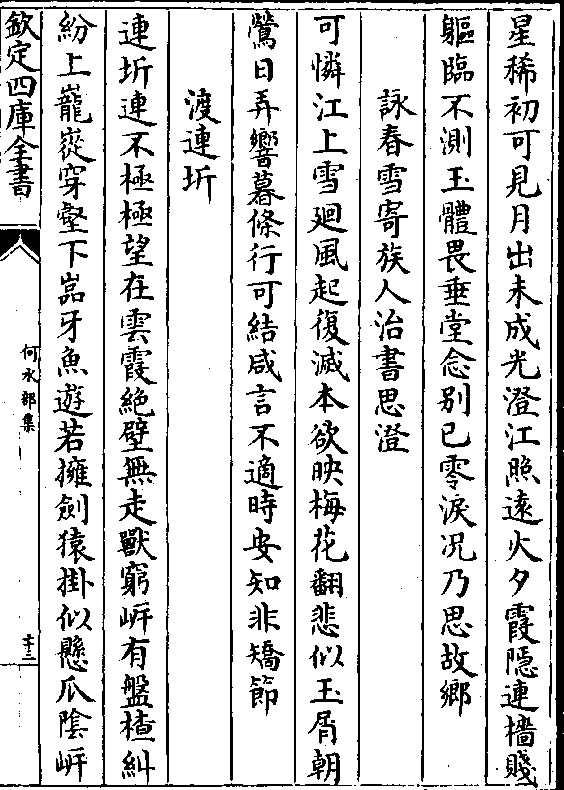 星稀初可見月出未成光澄江照遠火夕霞隠連檣賤
軀臨不測玉體畏垂堂念别已零淚况乃思故鄉
詠春雪寄族人治書思澄
可憐江上雪廻風起復滅本欲映梅花翻悲似玉屑朝
鶯日弄響暮條行可結咸言不適時安知非矯節
渡連圻
連圻連不極極望在雲霞絶壁無走獸窮岍有盤楂糾
紛上巃嵸穿壑下嵓牙魚遊若擁劍猿掛似懸瓜陰岍
欽定四庫全書
何水部集
十三